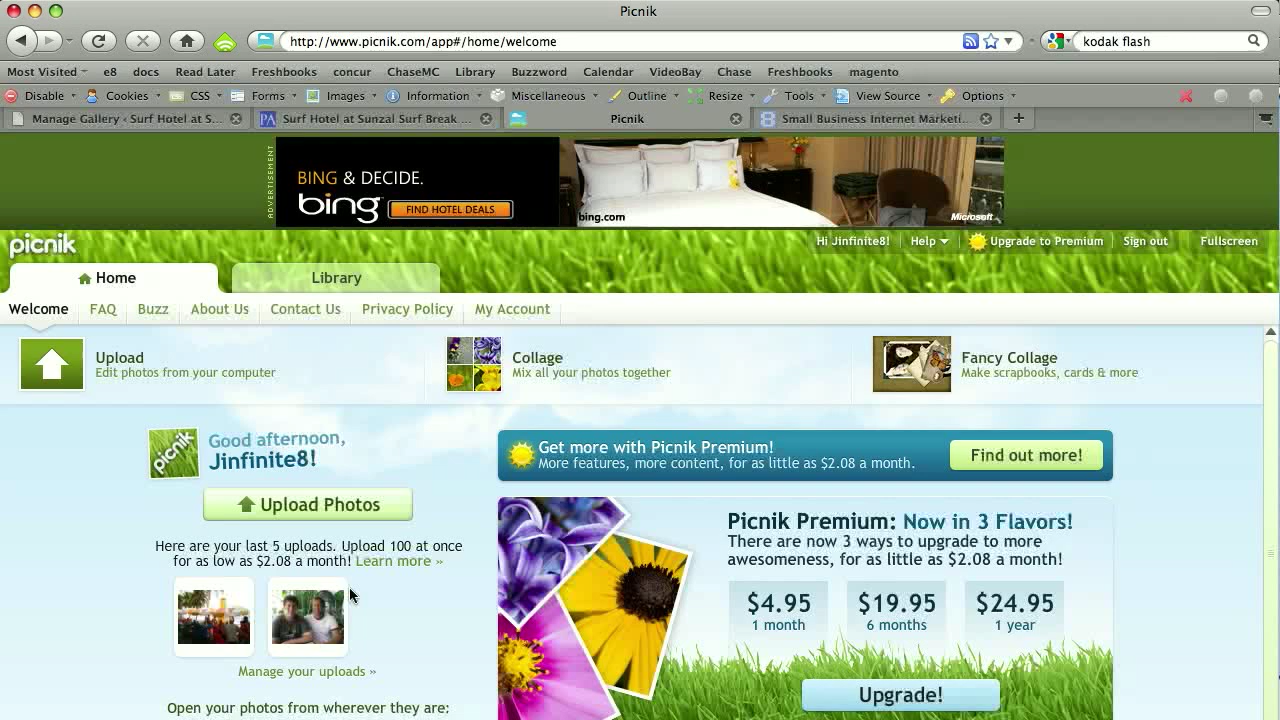 Picnik
http://www.picnik.com/app#/home/welcome
kodak flash
Most Visited e8 docs Read Later Freshbooks concur ChaseMC Library Buzzword Calendar VideoBay Chase Freshbooks magento
Disable Cookies CSS Forms Images Information Miscellaneous Outline Resize Tools View Source Options
Manage Gallery ‹ Surf Hotel at S... Surf Hotel at Sunzal Surf Break ... Picnik Small Business Internet Marketi...
ADVERTISEMENT
BING & DECIDE.
bing FIND HOTEL DEALS
bing.com Microsoft
picnik Hi Jinfinite8! Help Upgrade to Premium Sign out Fullscreen
Home Library
Welcome FAQ Buzz About Us Contact Us Privacy Policy My Account
Upload
Edit photos from your computer
Collage
Mix all your photos together
Fancy Collage
Make scrapbooks, cards & more
picnik
Good afternoon,
Jinfinite8!
Upload Photos
Here are your last 5 uploads. Upload 100 at once
for as low as $2.08 a month! Learn more »
Manage your uploads »
Open your photos from wherever they are:
Get more with Picnik Premium!
More features, more content, for as little as $2.08 a month.
Find out more!
Picnik Premium: Now in 3 Flavors!
There are now 3 ways to upgrade to more
awesomeness, for as little as $2.08 a month!
$4.95 $19.95 $24.95
1 month 6 months 1 year
Upgrade!